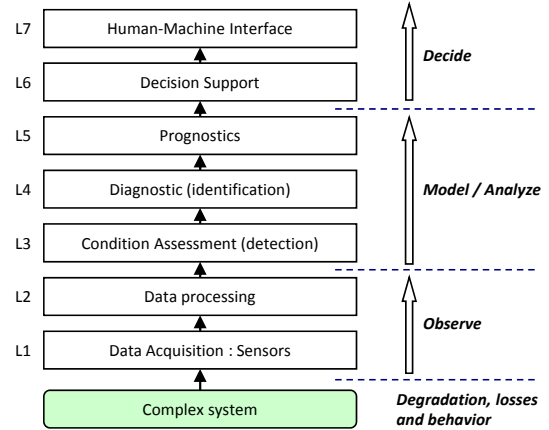 L7 Human-Machine Interface
Decide
L6 Decision Support
L5 Prognostics
L4 Diagnostic (identification)
Model / Analyze
L3 Condition Assessment (detection)
L2 Data processing
Observe
L1 Data Acquisition : Sensors
Complex system
Degradation, losses
and behavior